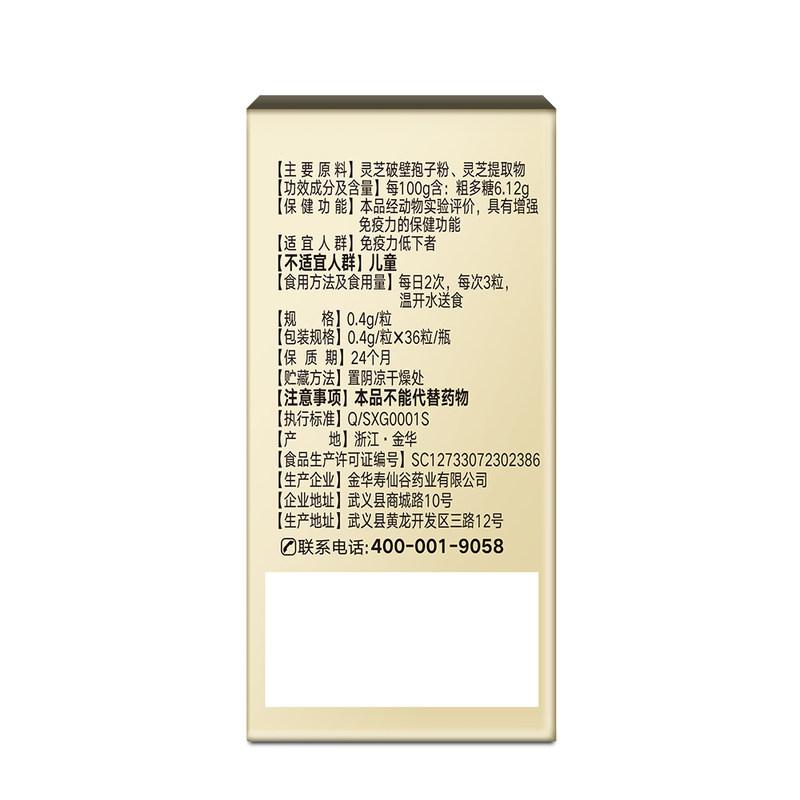 【主要原料】灵芝破壁孢子粉、灵芝提取物
【功效成分及含量】每100g含：粗多糖6.12g
【保健功能】本品经动物实验评价，具有增强
免疫力的保健功能
【适宜人群】免疫力低下者
【不适宜人群】儿童
【食用方法及食用量】每日2次，每次3粒，
温开水送食
【规 格】0.4g/粒
【包装规格】0.4g/粒×36粒/瓶
【保 质 期】24个月
【贮藏方法】置阴凉干燥处
【注意事项】本品不能代替药物
【执行标准】Q/SXG0001S
【产 地】浙江·金华
【食品生产许可证编号】SC12733072302386
【生产企业】金华寿仙谷药业有限公司
【企业地址】武义县商城路10号
【生产地址】武义县黄龙开发区三路12号
联系电话:400-001-9058